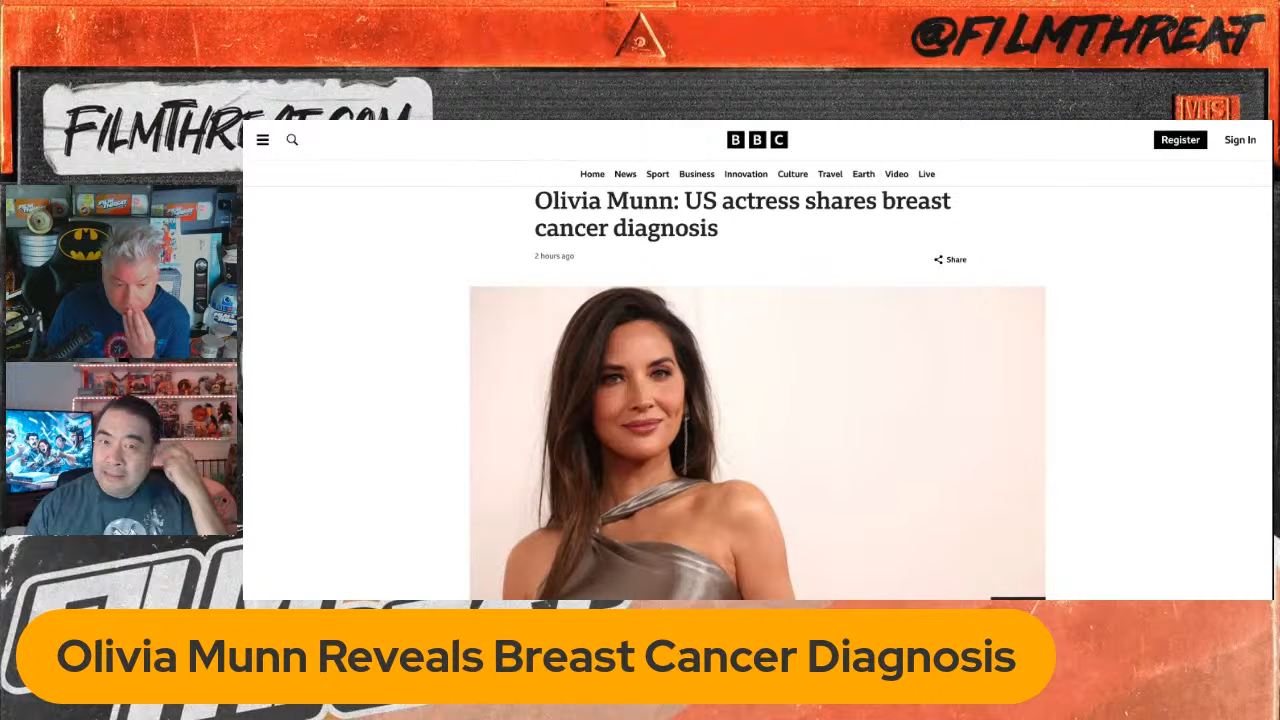 @FILMTHREAT
FILMTHREAT.COM
BBC
Register
Sign In
Home News Sport Business Innovation Culture Travel Earth Video Live
Olivia Munn: US actress shares breast
cancer diagnosis
2 hours ago
Share
Olivia Munn Reveals Breast Cancer Diagnosis